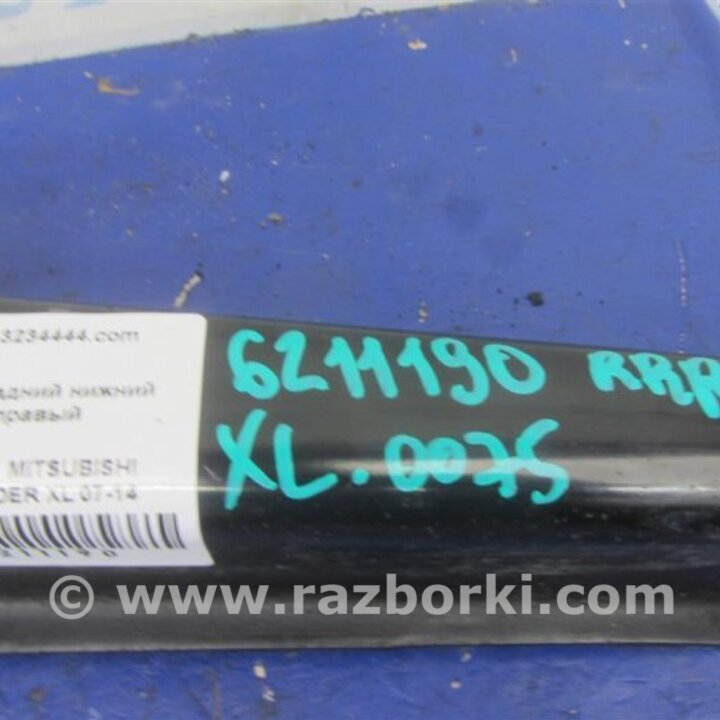 3234444.com
задний нижний
правый
MITSUBISHI
DER XL 07-14
6211190 RRR
XL.0075
© www.razborki.com